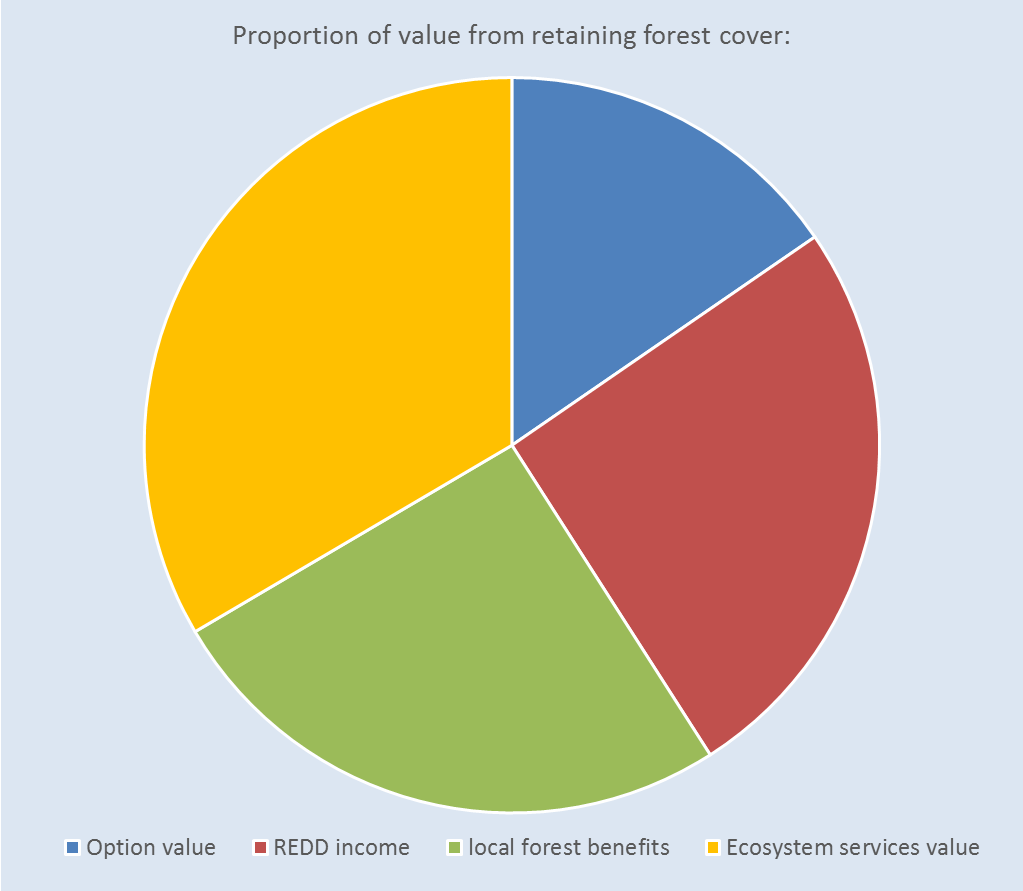 Proportion of value from retaining forest cover:
Option value REDD income local forest benefits Ecosystem services value